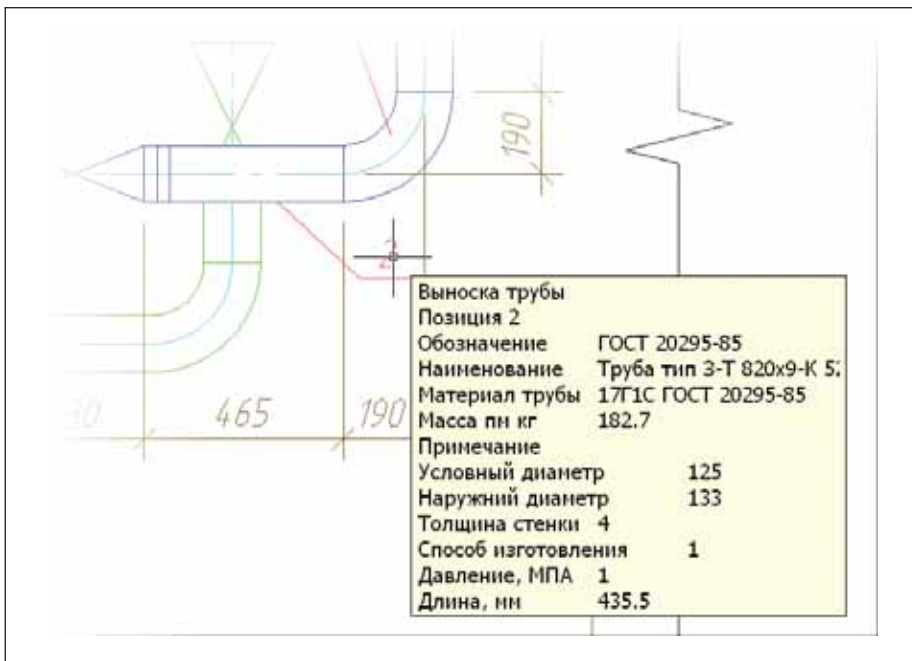 190
30
465
190
2
Выноска трубы
Позиция 2
Обозначение ГОСТ 20295-85
Наименование Труба тип 3-Т 820х9-К 52
Материал трубы 17Г1С ГОСТ 20295-85
Масса пм кг 182.7
Примечание
Условный диаметр 125
Наружний диаметр 133
Толщина стенки 4
Способ изготовления 1
Давление, МПА 1
Длина, мм 435.5